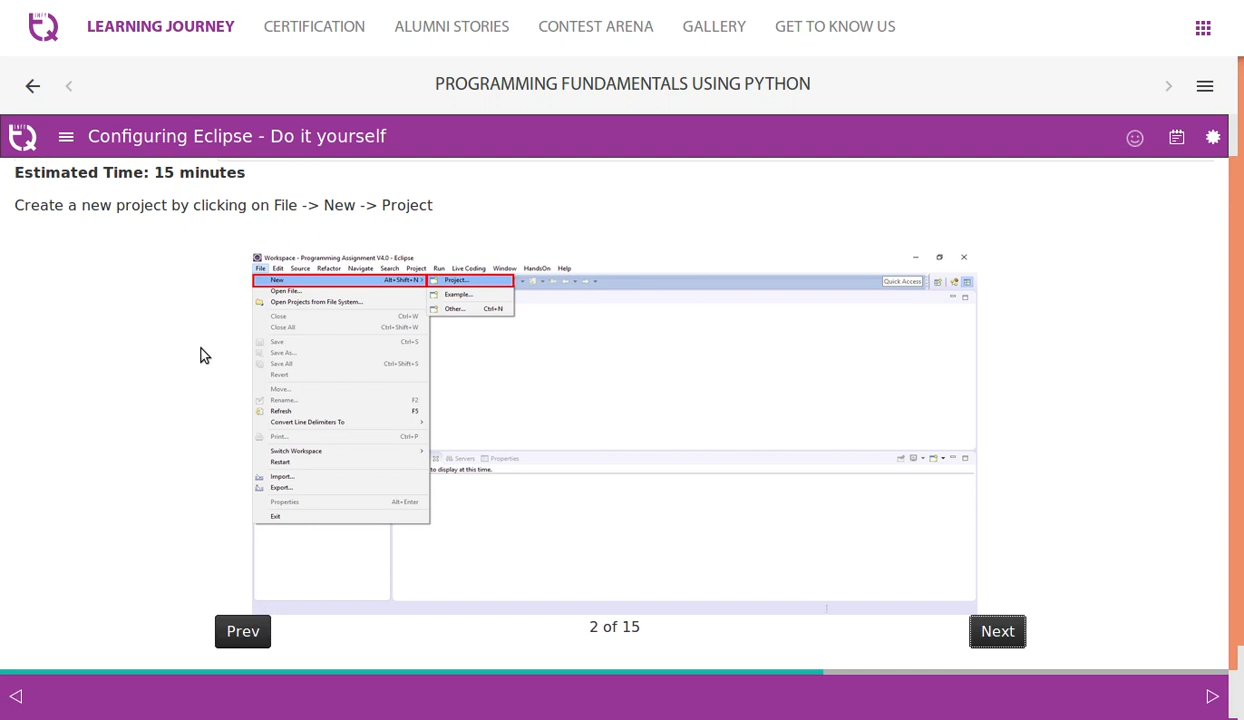 LEARNING JOURNEY CERTIFICATION ALUMNI STORIES CONTEST ARENA GALLERY GET TO KNOW US
PROGRAMMING FUNDAMENTALS USING PYTHON
Configuring Eclipse - Do it yourself
Estimated Time: 15 minutes
Create a new project by clicking on File -> New -> Project
Workspace - Programming Assignment V4.0 - Eclipse
File Edit Source Refactor Navigate Search Project Run Live Coding Window HandsOn Help
New Alt+Shift+N > Project... Quick Access
Open File...
Example...
Open Projects from File System...
Other... Ctrl+N
Close Ctrl+W
Close All Ctrl+Shift+W
Save Ctrl+S
Save As...
Save All Ctrl+Shift+S
Revert
Move...
Rename... F2
Refresh F5
Convert Line Delimiters To >
Print... Ctrl+P
Switch Workspace >
Restart
Servers Properties
to display at this time.
Import...
Export...
Properties Alt+Enter
Exit
Prev 2 of 15 Next